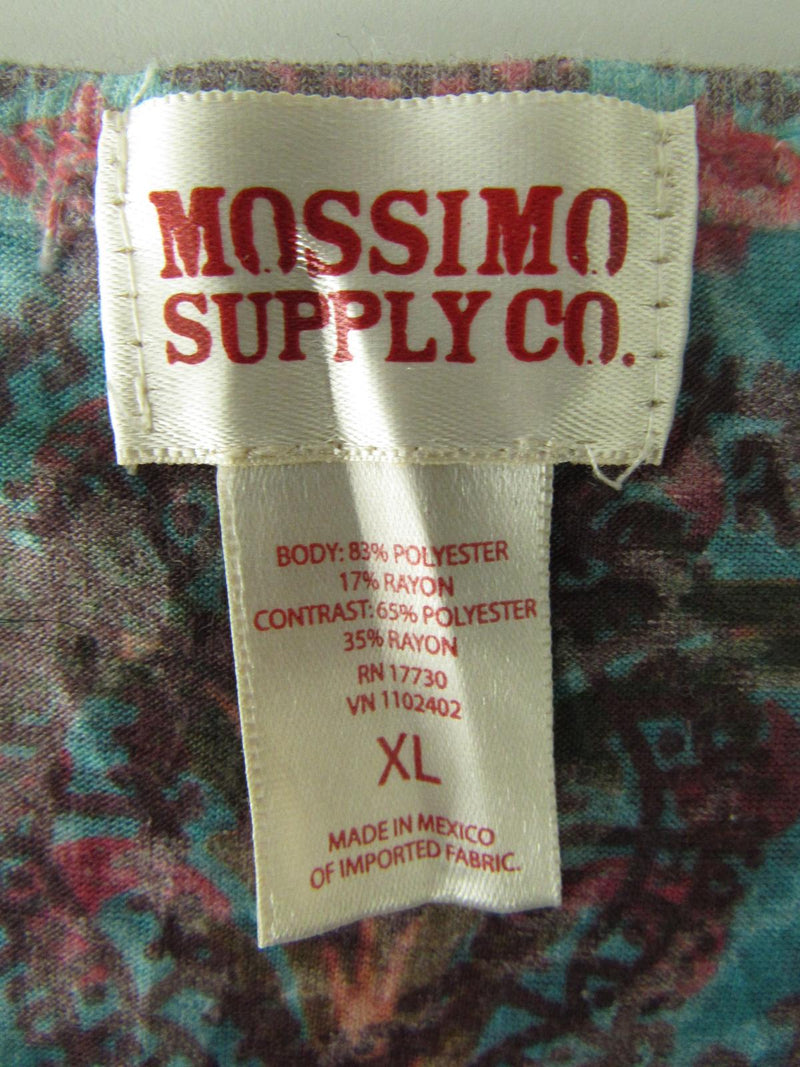 MOSSIMO
SUPPLY CO.
BODY: 83% POLYESTER
17% RAYON
CONTRAST: 65% POLYESTER
35% RAYON
RN 17730
VN 1102402
XL
MADE IN MEXICO
OF IMPORTED FABRIC.